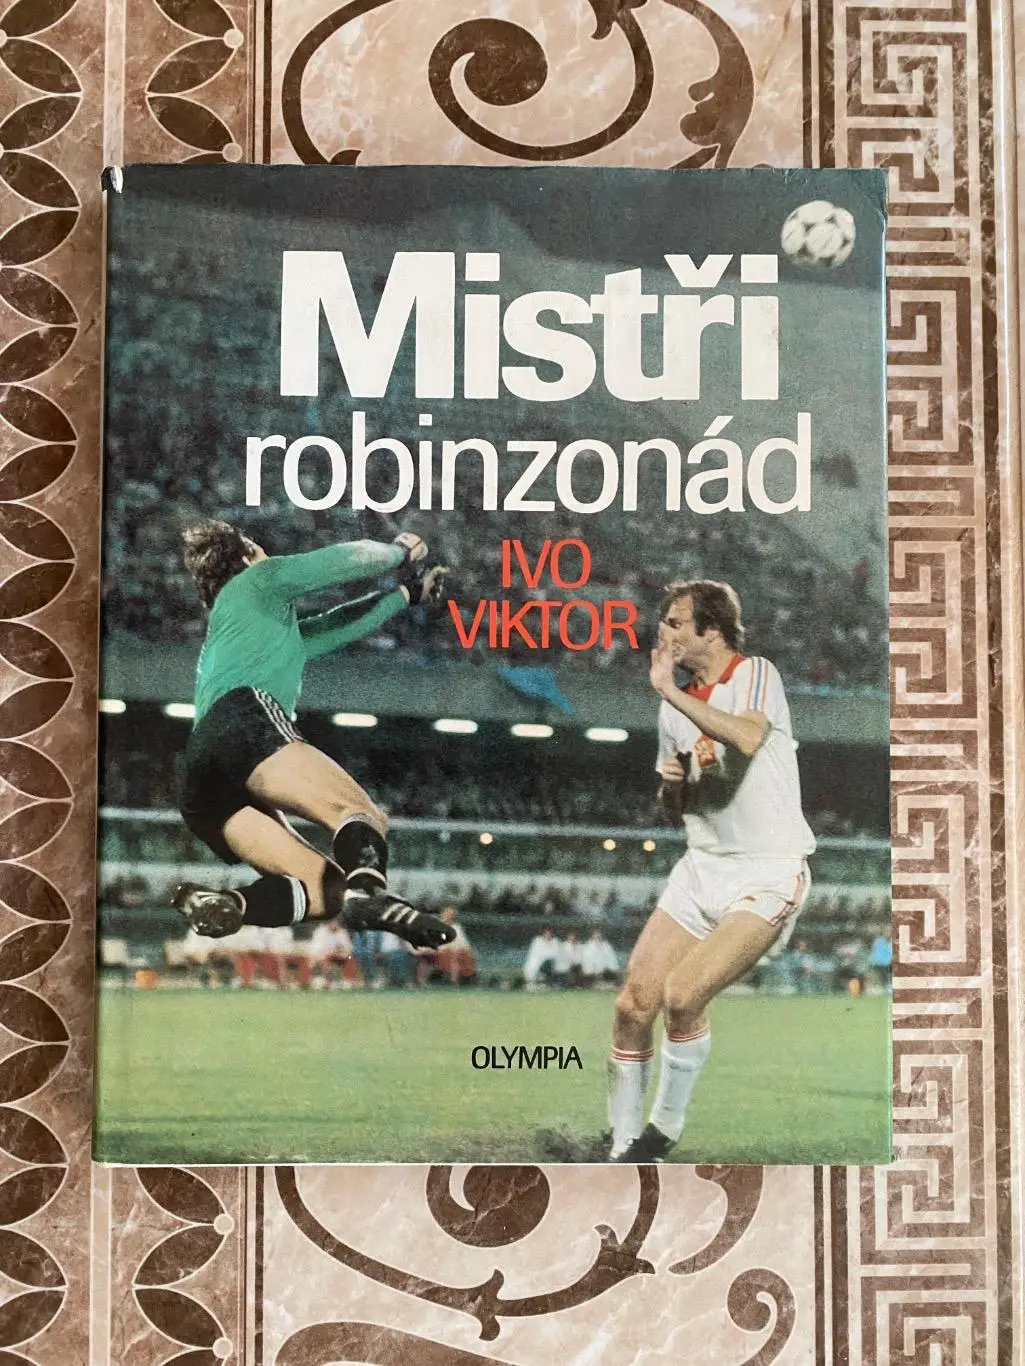 Mistři
robinzonád
IVO
VIKTOR
OLYMPIA